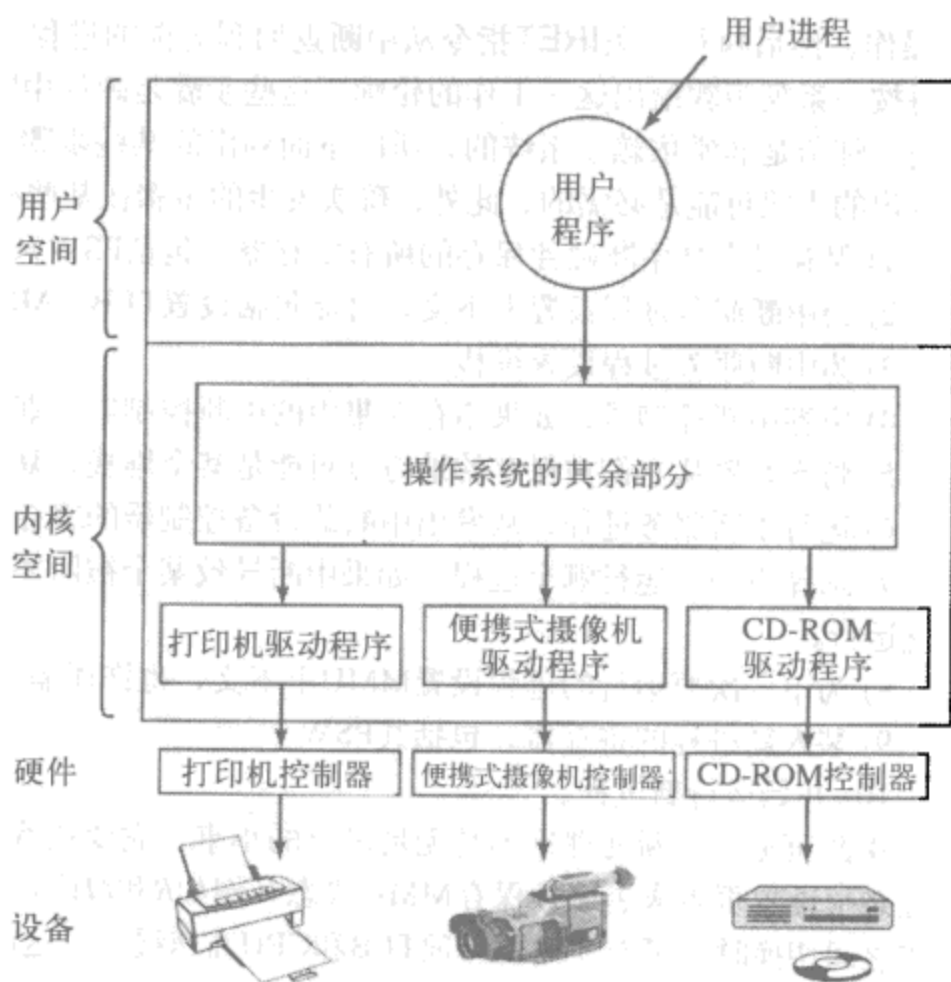 用户进程
用户
程序
用户
空间
操作系统的其余部分
内核
空间
打印机驱动程序
便携式摄像机
驱动程序
CD-ROM
驱动程序
硬件
打印机控制器
便携式摄像机控制器
CD-ROM控制器
设备